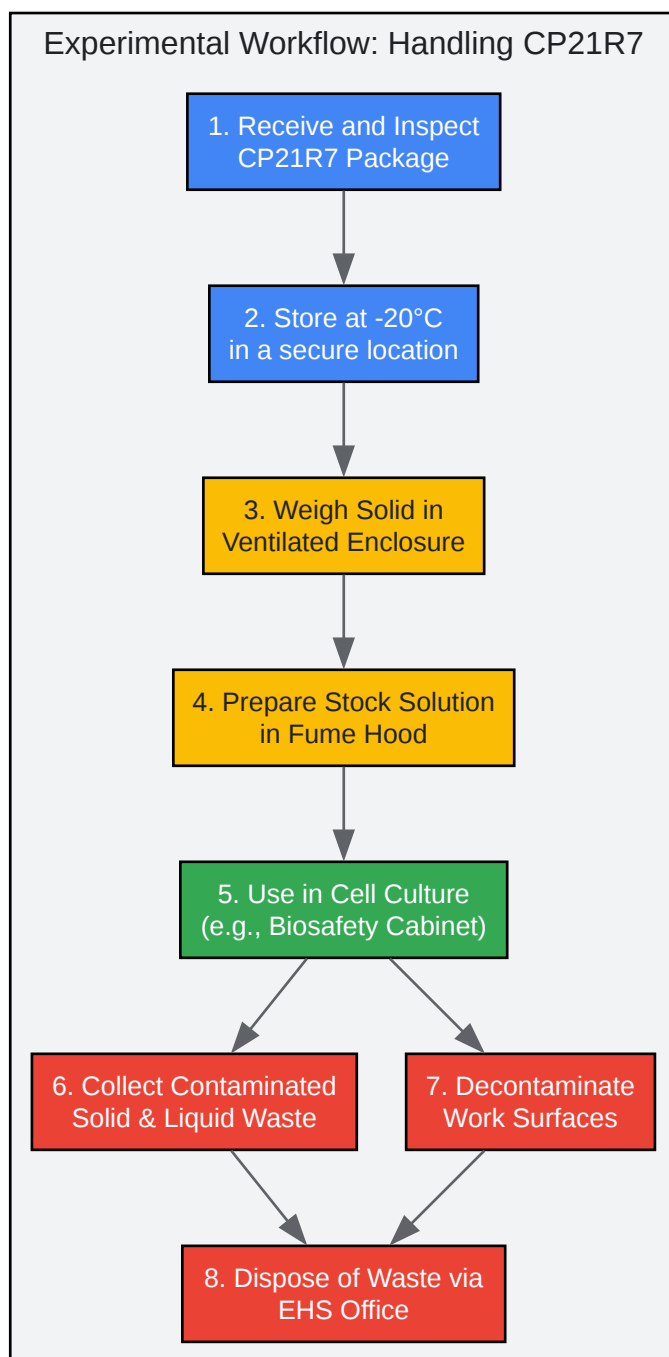 Experimental Workflow: Handling CP21R7
1. Receive and Inspect
CP21R7 Package
2. Store at -20°C
in a secure location
3. Weigh Solid in
Ventilated Enclosure
4. Prepare Stock Solution
in Fume Hood
5. Use in Cell Culture
(e.g., Biosafety Cabinet)
6. Collect Contaminated
Solid & Liquid Waste
7. Decontaminate
Work Surfaces
8. Dispose of Waste via
EHS Office